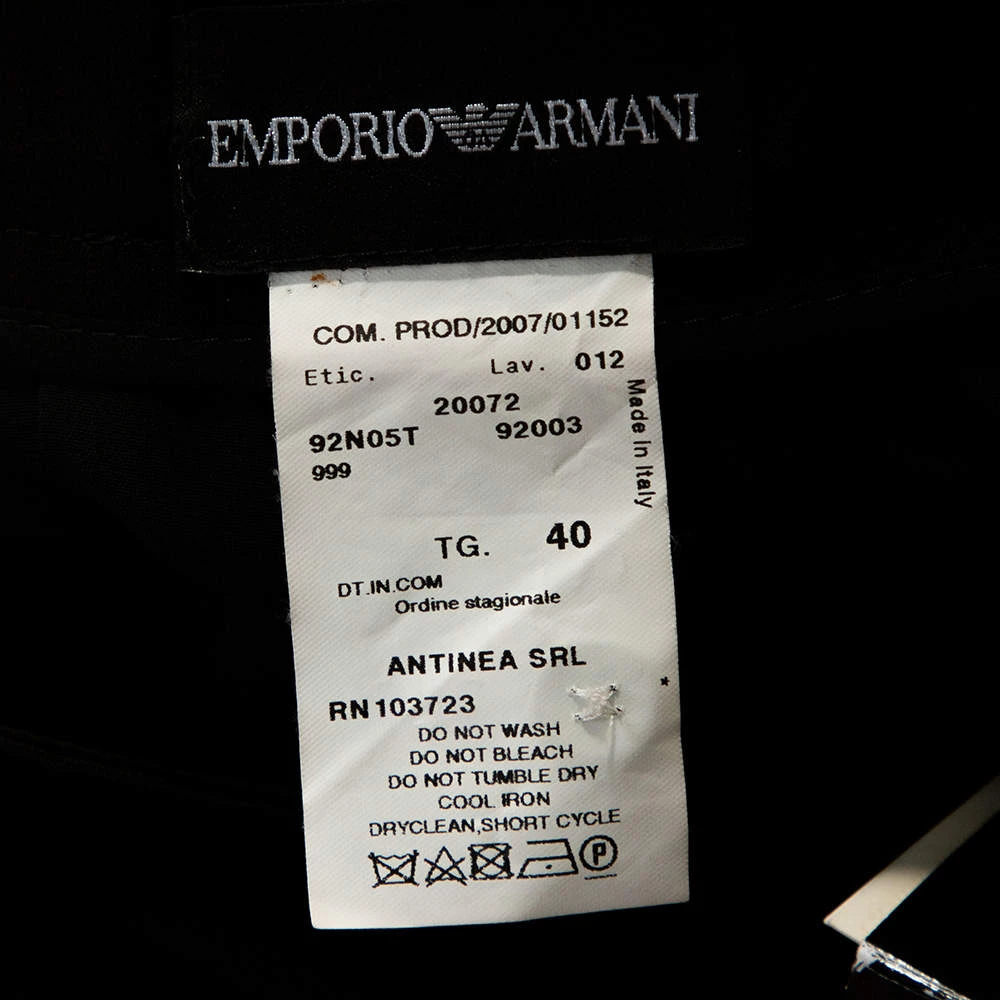 EMPORIO ARMANI
COM. PROD/2007/01152
Etic. Lav. 012
20072
92N05T 92003
999
Made in Italy
TG. 40
DT.IN.COM
Ordine stagionale
ANTINEA SRL
*
RN 103723
DO NOT WASH
DO NOT BLEACH
DO NOT TUMBLE DRY
COOL IRON
DRYCLEAN,SHORT CYCLE
P